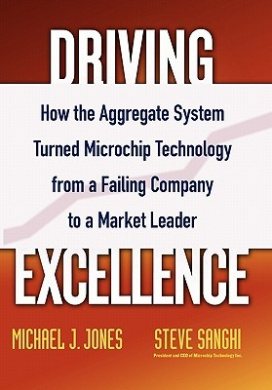 DRIVING
How the Aggregate System
Turned Microchip Technology
from a Failing Company
to a Market Leader
EXCELLENCE
MICHAEL J. JONES STEVE SANGHI
President and CEO of Microchip Technology Inc.